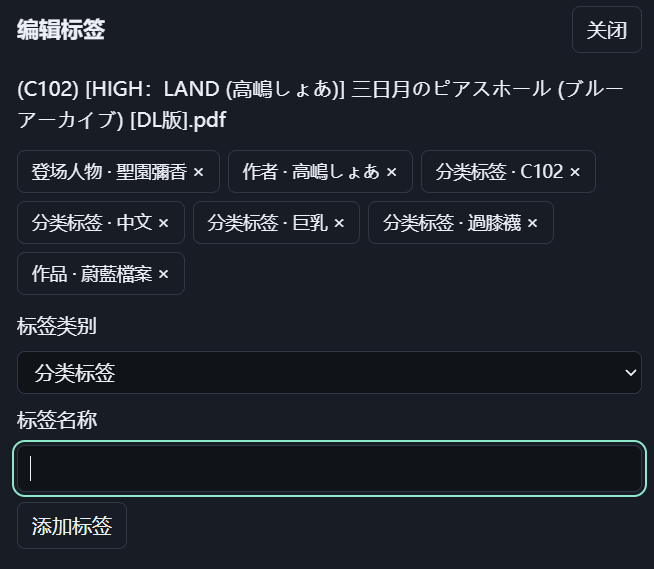 编辑标签
关闭
(C102) [HIGH：LAND (高嶋しょあ)] 三日月のピアスホール (ブルー
アーカイブ) [DL版].pdf
登场人物 · 聖園彌香 × 作者 · 高嶋しょあ × 分类标签 · C102 ×
分类标签 · 中文 × 分类标签 · 巨乳 × 分类标签 · 過膝襪 ×
作品 · 蔚藍檔案 ×
标签类别
分类标签
标签名称
添加标签